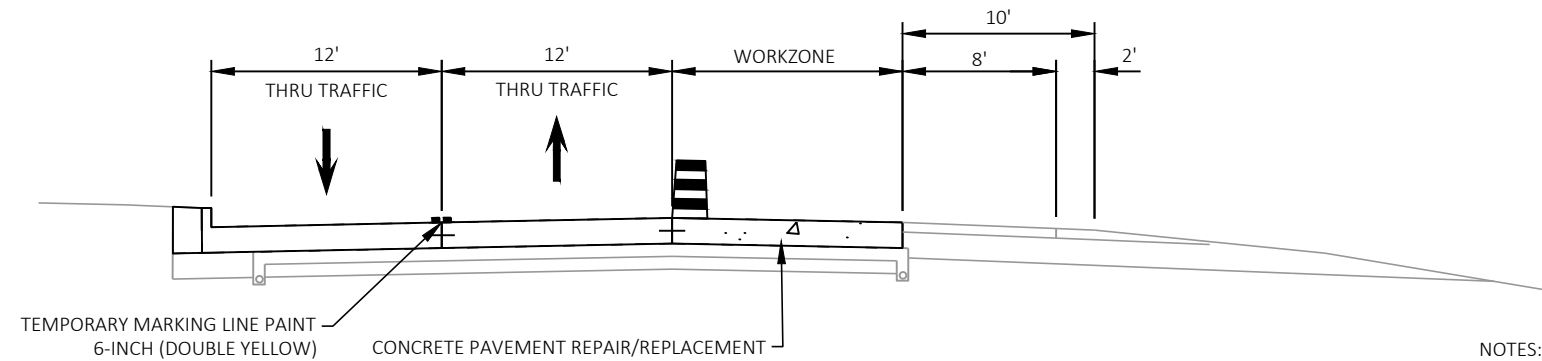 10'
12'
12'
WORKZONE
8'
2'
THRU TRAFFIC
THRU TRAFFIC
TEMPORARY MARKING LINE PAINT
6-INCH (DOUBLE YELLOW)
CONCRETE PAVEMENT REPAIR/REPLACEMENT
NOTES: